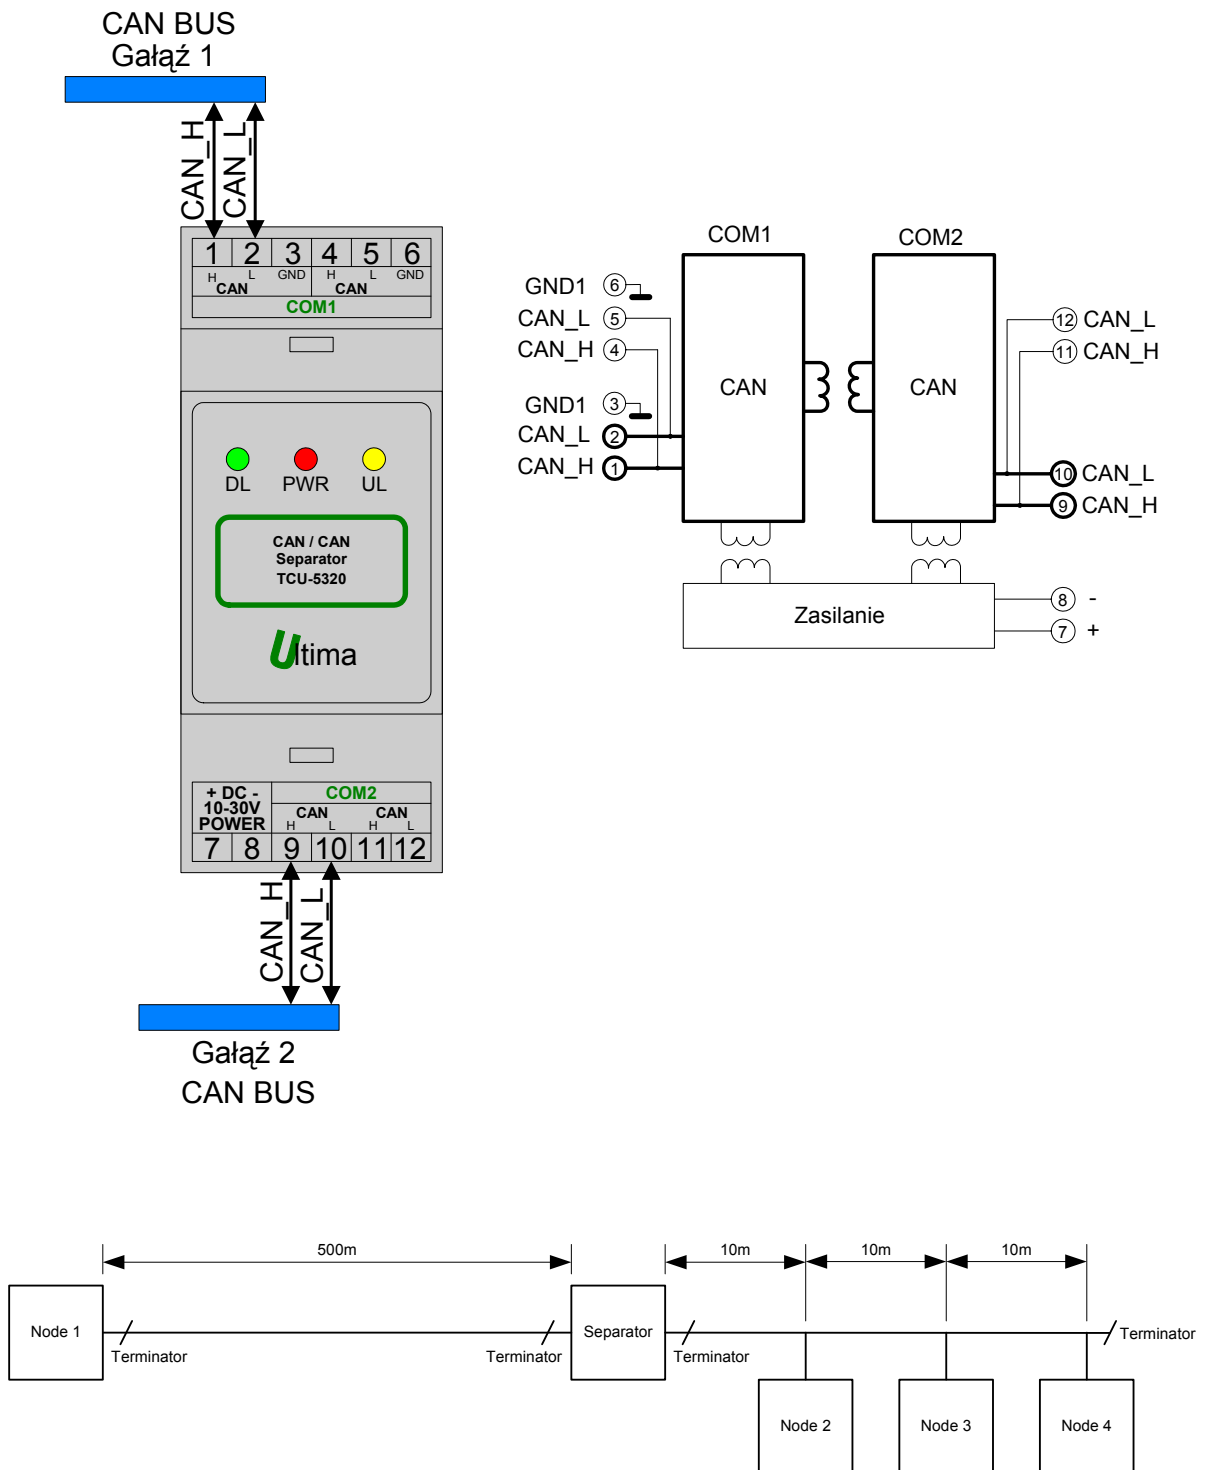 CAN BUS
Gałąź 1
CAN_H
CAN_L
1 2 3 4 5 6
H L GND H L GND
CAN CAN
COM1
DL PWR UL
CAN / CAN
Separator
TCU-5320
Ultima
+ DC -
10-30V
POWER
COM2
CAN CAN
H L H L
7 8 9 10 11 12
CAN_H
CAN_L
Gałąź 2
CAN BUS
COM1 COM2
GND1 6
CAN_L 5
CAN_H 4
GND1 3
CAN_L 2
CAN_H 1
CAN CAN
12 CAN_L
11 CAN_H
10 CAN_L
9 CAN_H
Zasilanie
8 -
7 +
500m 10m 10m 10m
Node 1 Separator
Terminator Terminator Terminator Terminator
Node 2 Node 3 Node 4